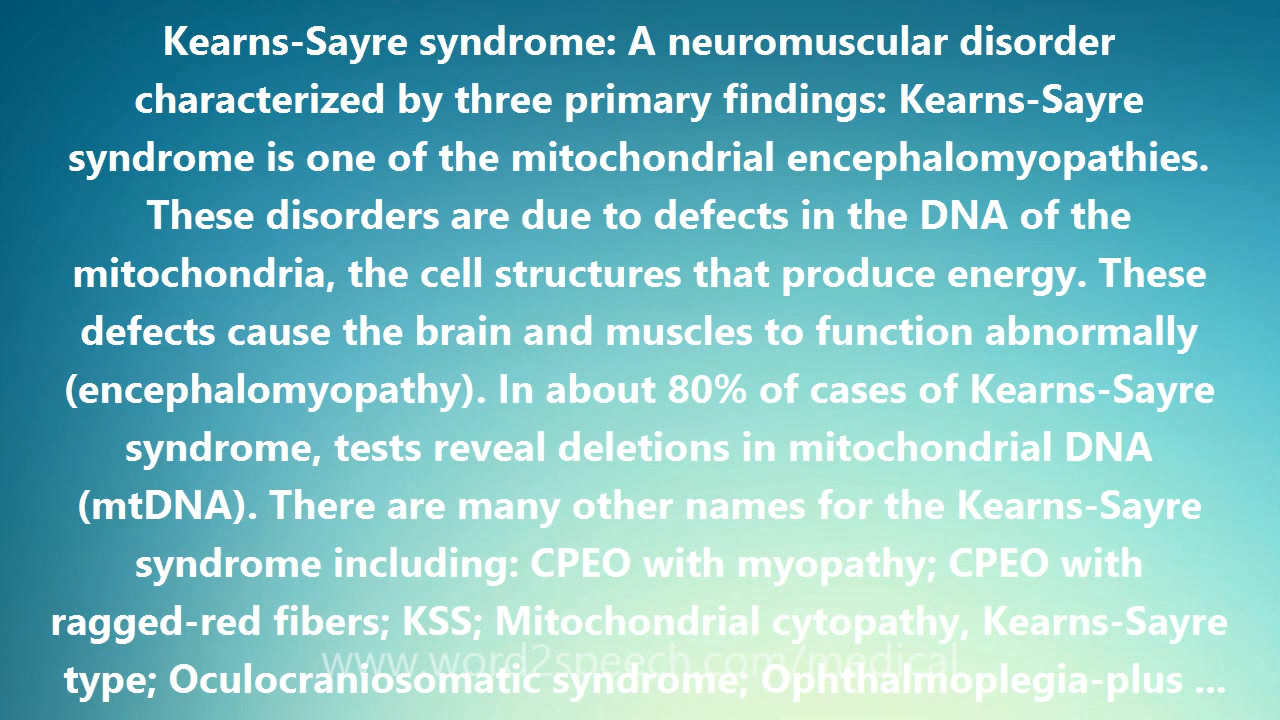 Kearns-Sayre syndrome: A neuromuscular disorder
characterized by three primary findings: Kearns-Sayre
syndrome is one of the mitochondrial encephalomyopathies.
These disorders are due to defects in the DNA of the
mitochondria, the cell structures that produce energy. These
defects cause the brain and muscles to function abnormally
(encephalomyopathy). In about 80% of cases of Kearns-Sayre
syndrome, tests reveal deletions in mitochondrial DNA
(mtDNA). There are many other names for the Kearns-Sayre
syndrome including: CPEO with myopathy; CPEO with
ragged-red fibers; KSS; Mitochondrial cytopathy, Kearns-Sayre
www.word2speech.com/medical
type; Oculocraniosomatic syndrome; Ophthalmoplegia-plus ...